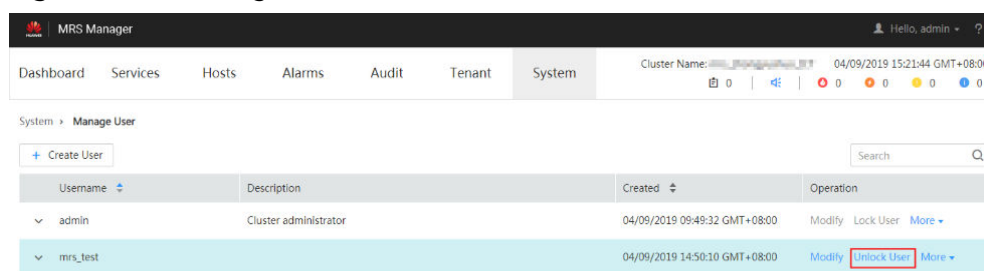 HUAWEI MRS Manager Hello, admin ?
Dashboard Services Hosts Alarms Audit Tenant System Cluster Name: 04/09/2019 15:21:44 GMT+08:00
0 0 0 0 0
System > Manage User
+ Create User Search
Username Description Created Operation
admin Cluster administrator 04/09/2019 09:49:32 GMT+08:00 Modify Lock User More
mrs_test 04/09/2019 14:50:10 GMT+08:00 Modify Unlock User More